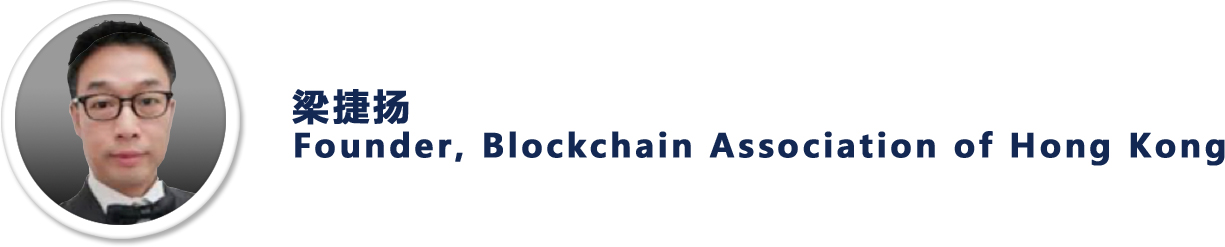 梁捷扬
Founder, Blockchain Association of Hong Kong